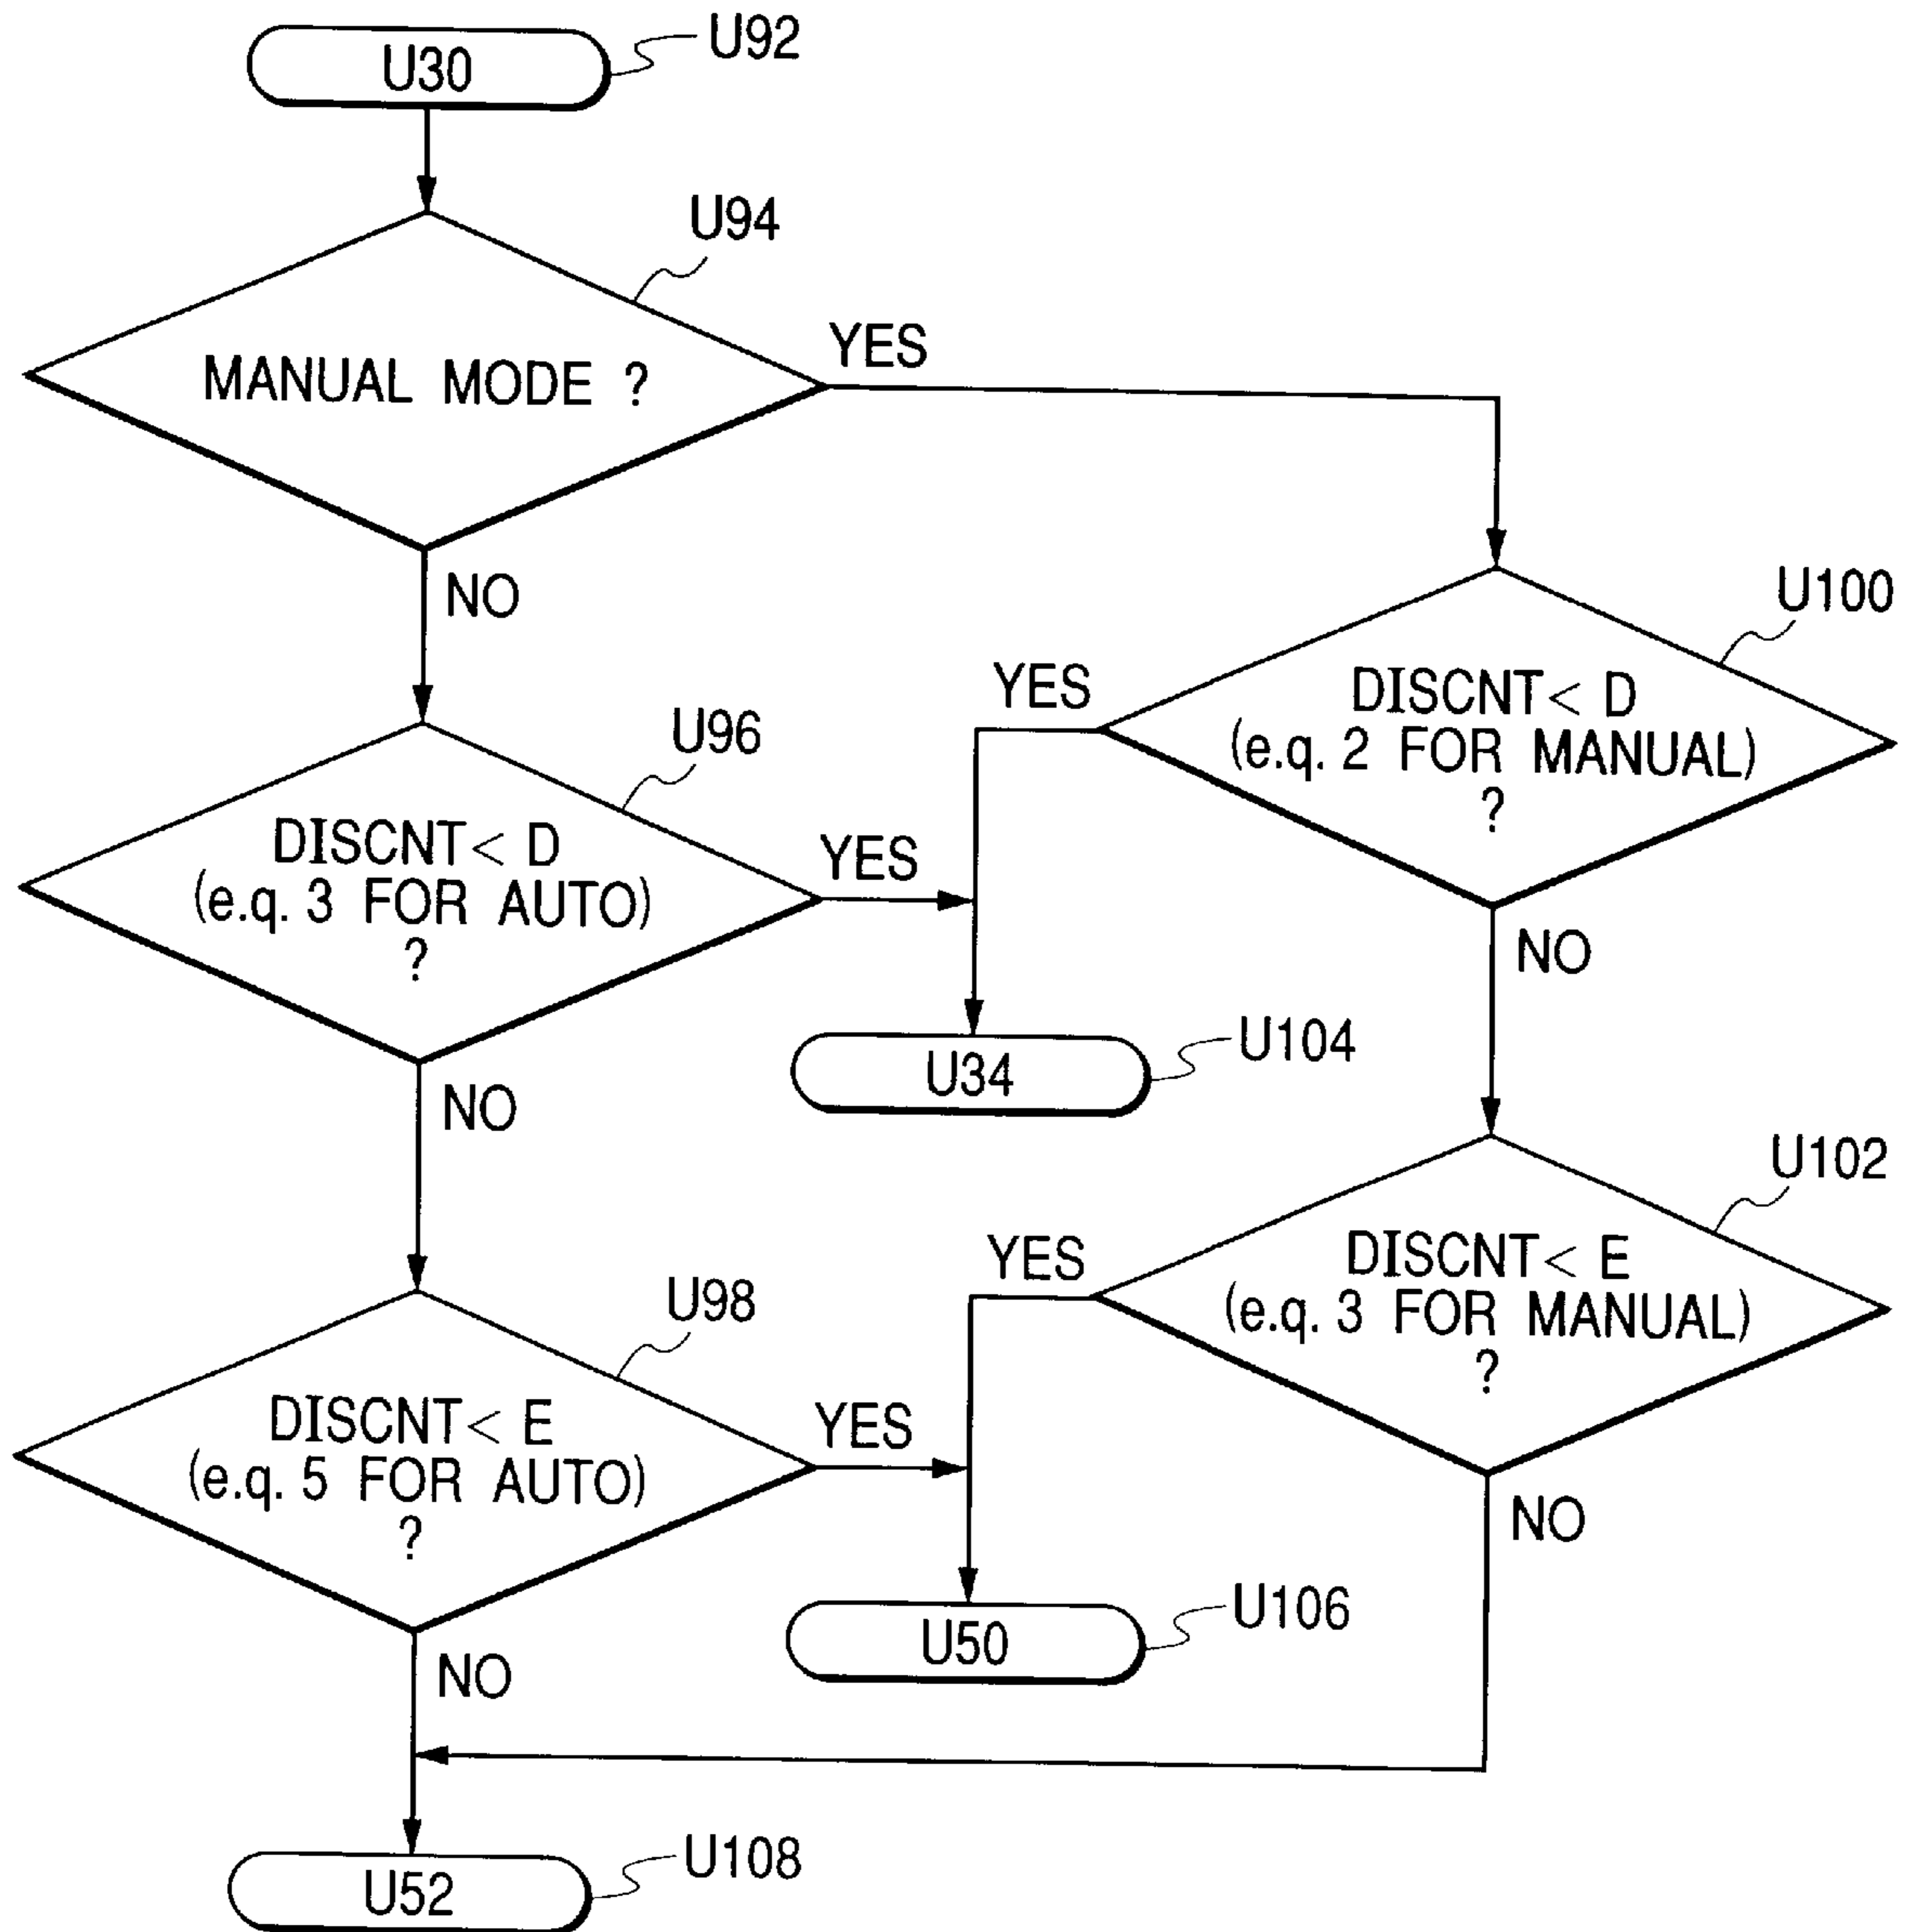 U30
U92
U94
MANUAL MODE ?
YES
NO
U100
DISCNT < D
(e.q. 2 FOR MANUAL)
?
YES
NO
U96
DISCNT < D
(e.q. 3 FOR AUTO)
?
YES
NO
U34
U104
U102
DISCNT < E
(e.q. 3 FOR MANUAL)
?
YES
NO
U98
DISCNT < E
(e.q. 5 FOR AUTO)
?
YES
NO
U50
U106
U52
U108